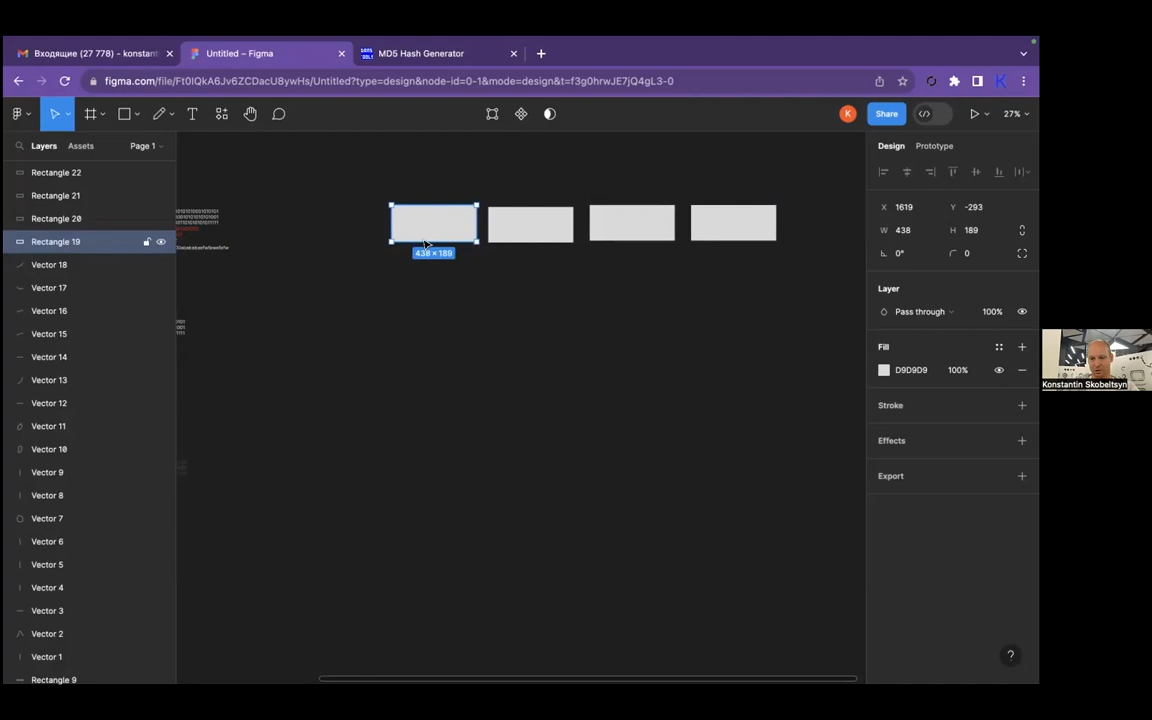 Входящие (27 778) - konstant
Untitled – Figma
MD5 Hash Generator
figma.com/file/Ft0IQkA6Jv6ZCDacU8ywHs/Untitled?type=design&node-id=0-1&mode=design&t=f3g0hrwJE7jQ4gL3-0
K
Share
27%
Layers
Assets
Page 1
Design
Prototype
Rectangle 22
Rectangle 21
Rectangle 20
Rectangle 19
Vector 18
Vector 17
Vector 16
Vector 15
Vector 14
Vector 13
Vector 12
Vector 11
Vector 10
Vector 9
Vector 8
Vector 7
Vector 6
Vector 5
Vector 4
Vector 3
Vector 2
Vector 1
Rectangle 9
438 × 189
X 1619 Y -293
W 438 H 189
0° 0
Layer
Pass through 100%
Fill
D9D9D9 100%
Stroke
Effects
Export
?
Konstantin Skobeltsyn